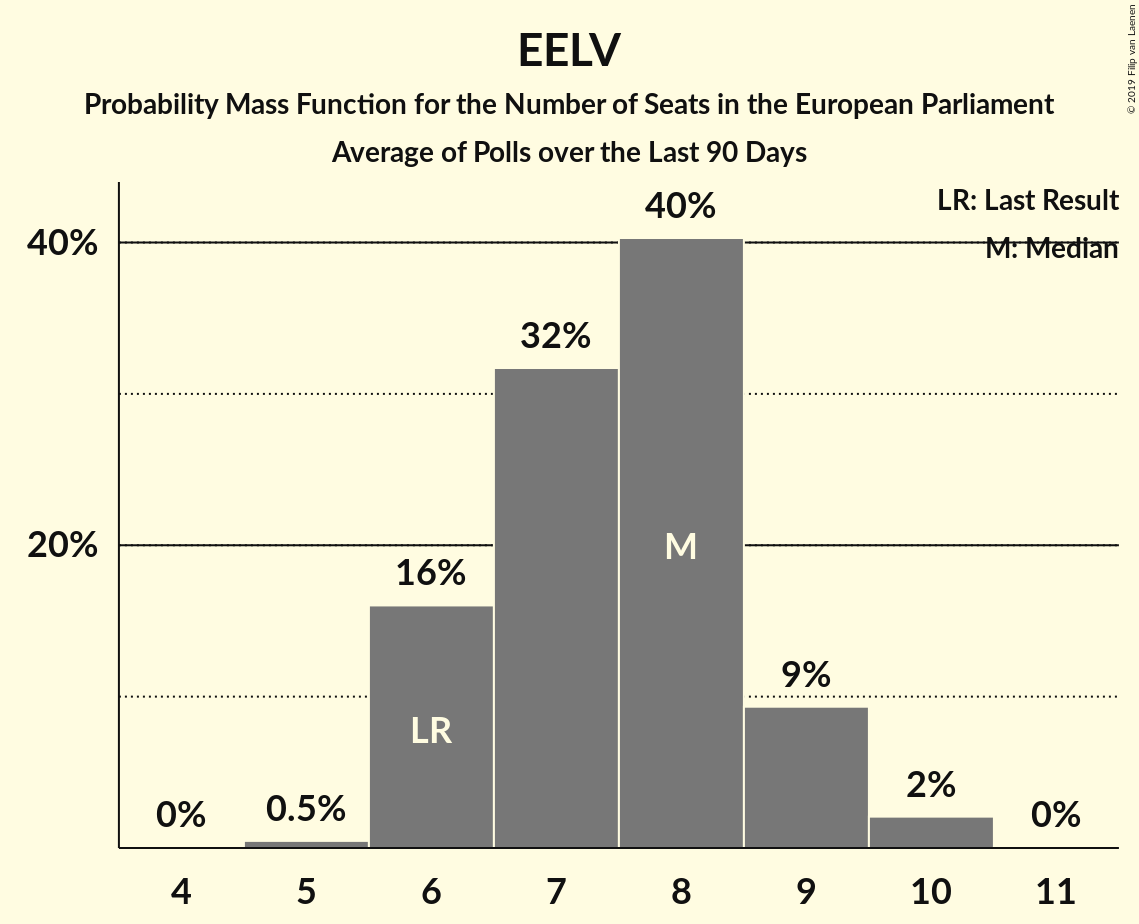 EELV
Probability Mass Function for the Number of Seats in the European Parliament
Average of Polls over the Last 90 Days
© 2019 Filip van Laenen
LR: Last Result
M: Median
40%
20%
0%
0.5%
16%
32%
40%
9%
2%
0%
LR
M
4 5 6 7 8 9 10 11